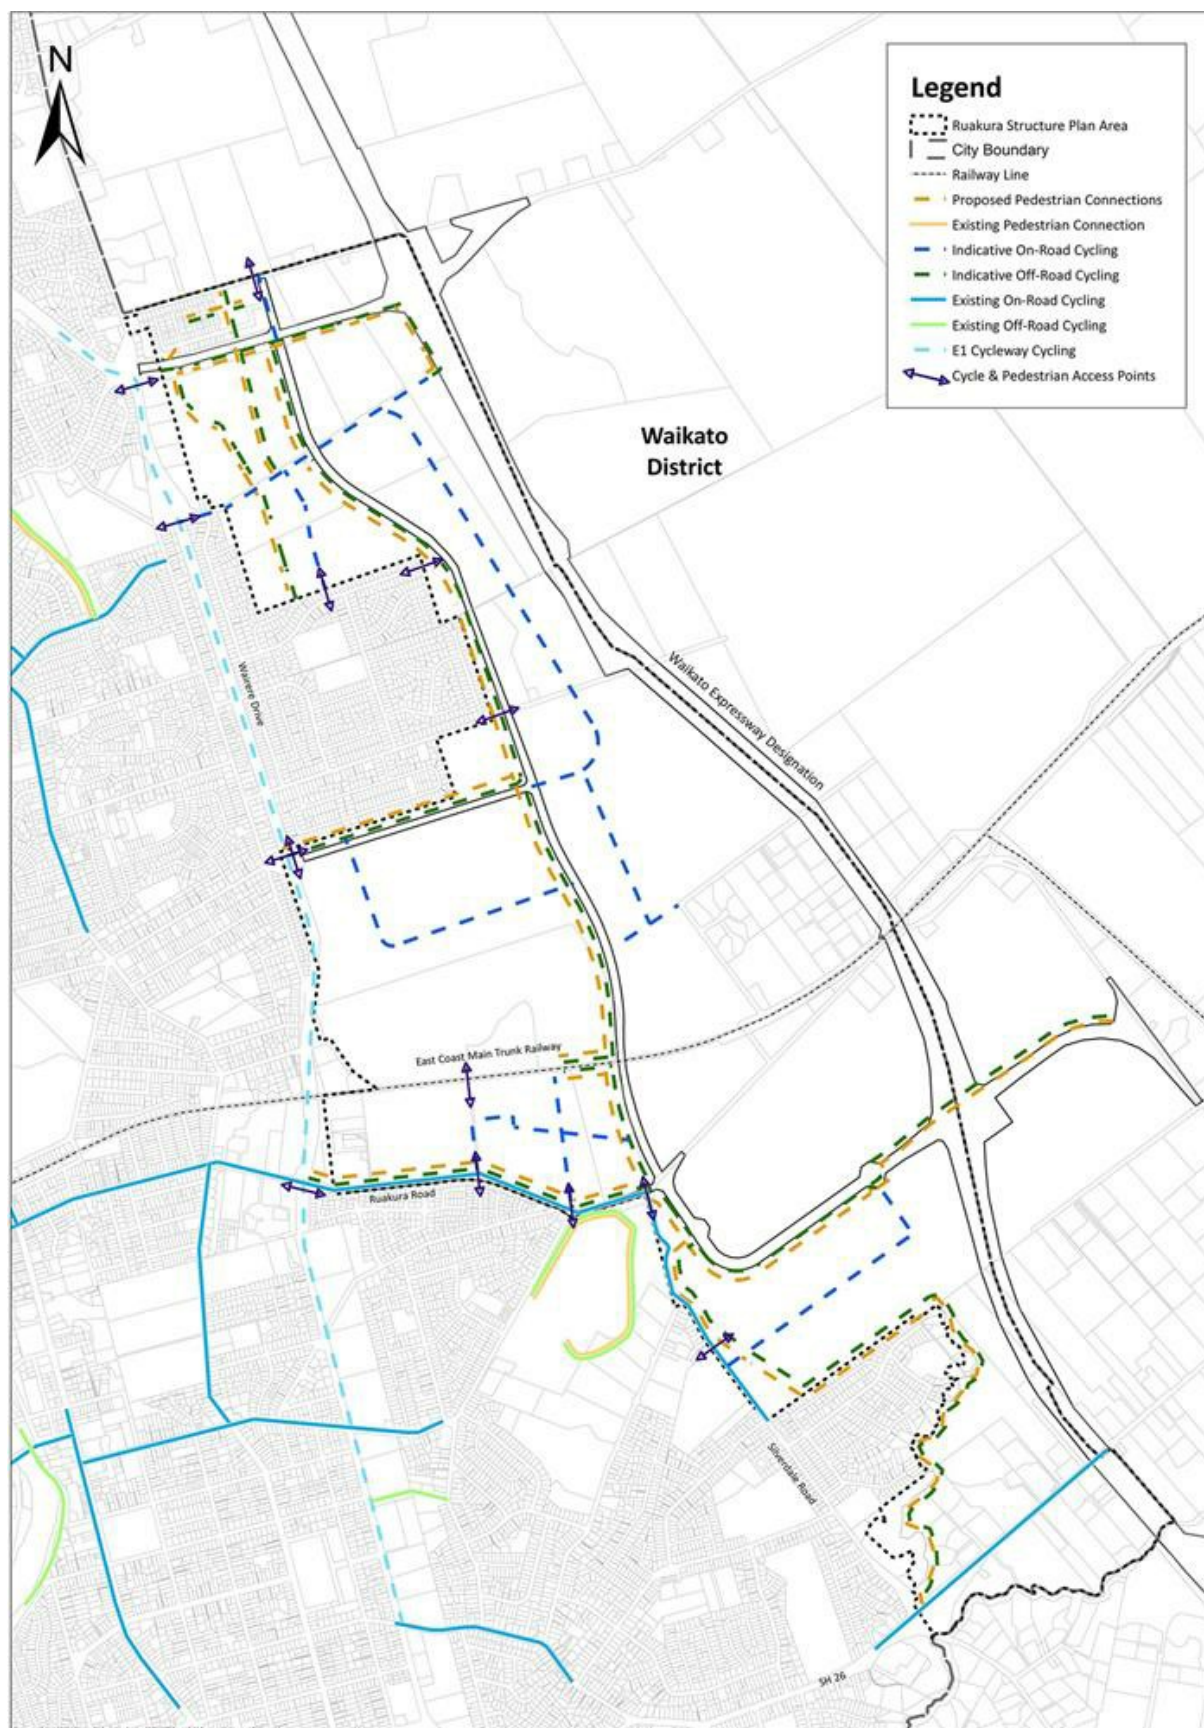 N
Legend
Ruakura Structure Plan Area
City Boundary
Railway Line
Proposed Pedestrian Connections
Existing Pedestrian Connection
Indicative On-Road Cycling
Indicative Off-Road Cycling
Existing On-Road Cycling
Existing Off-Road Cycling
E1 Cycleway Cycling
Cycle & Pedestrian Access Points
Waikato
District
Wairere Drive
Waikato Expressway Designation
East Coast Main Trunk Railway
Ruakura Road
Silverdale Road
SH 26